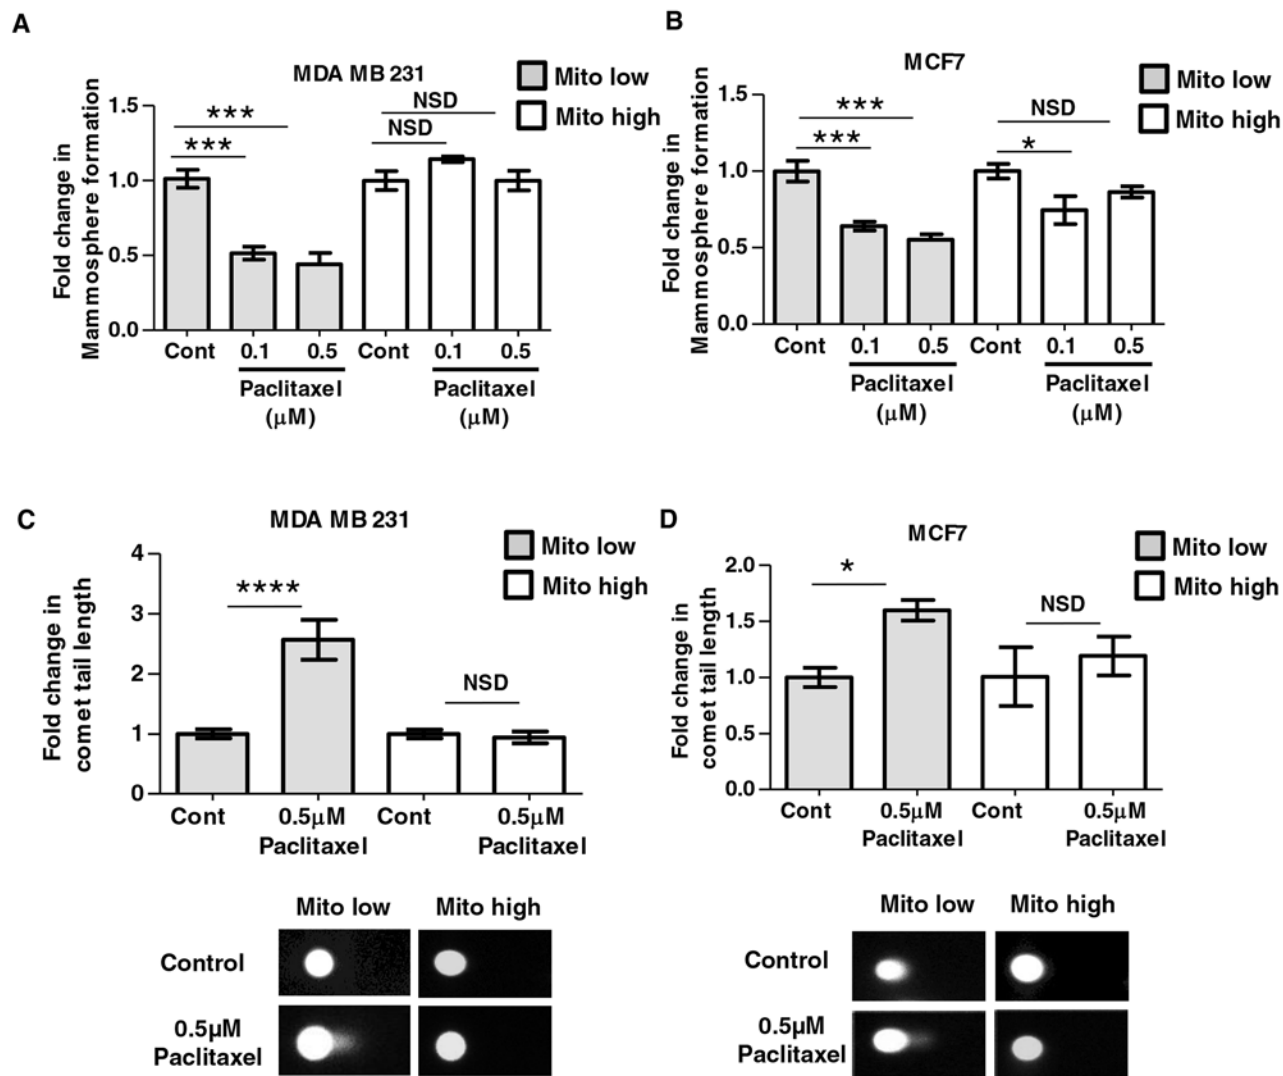 A
MDA MB 231
Mito low
Mito high
Fold change in
Mammosphere formation
1.5
1.0
0.5
0.0
***
***
NSD
NSD
Cont 0.1 0.5 Cont 0.1 0.5
Paclitaxel Paclitaxel
(μM) (μM)
B
MCF7
Mito low
Mito high
Fold change in
Mammosphere formation
1.5
1.0
0.5
0.0
***
***
NSD
*
Cont 0.1 0.5 Cont 0.1 0.5
Paclitaxel Paclitaxel
(μM) (μM)
C
MDA MB 231
Mito low
Mito high
Fold change in
comet tail length
4
3
2
1
0
****
NSD
Cont 0.5μM Cont 0.5μM
Paclitaxel Paclitaxel
Mito low Mito high
Control
0.5μM
Paclitaxel
D
MCF7
Mito low
Mito high
Fold change in
comet tail length
2.0
1.5
1.0
0.5
0.0
*
NSD
Cont 0.5μM Cont 0.5μM
Paclitaxel Paclitaxel
Mito low Mito high
Control
0.5μM
Paclitaxel